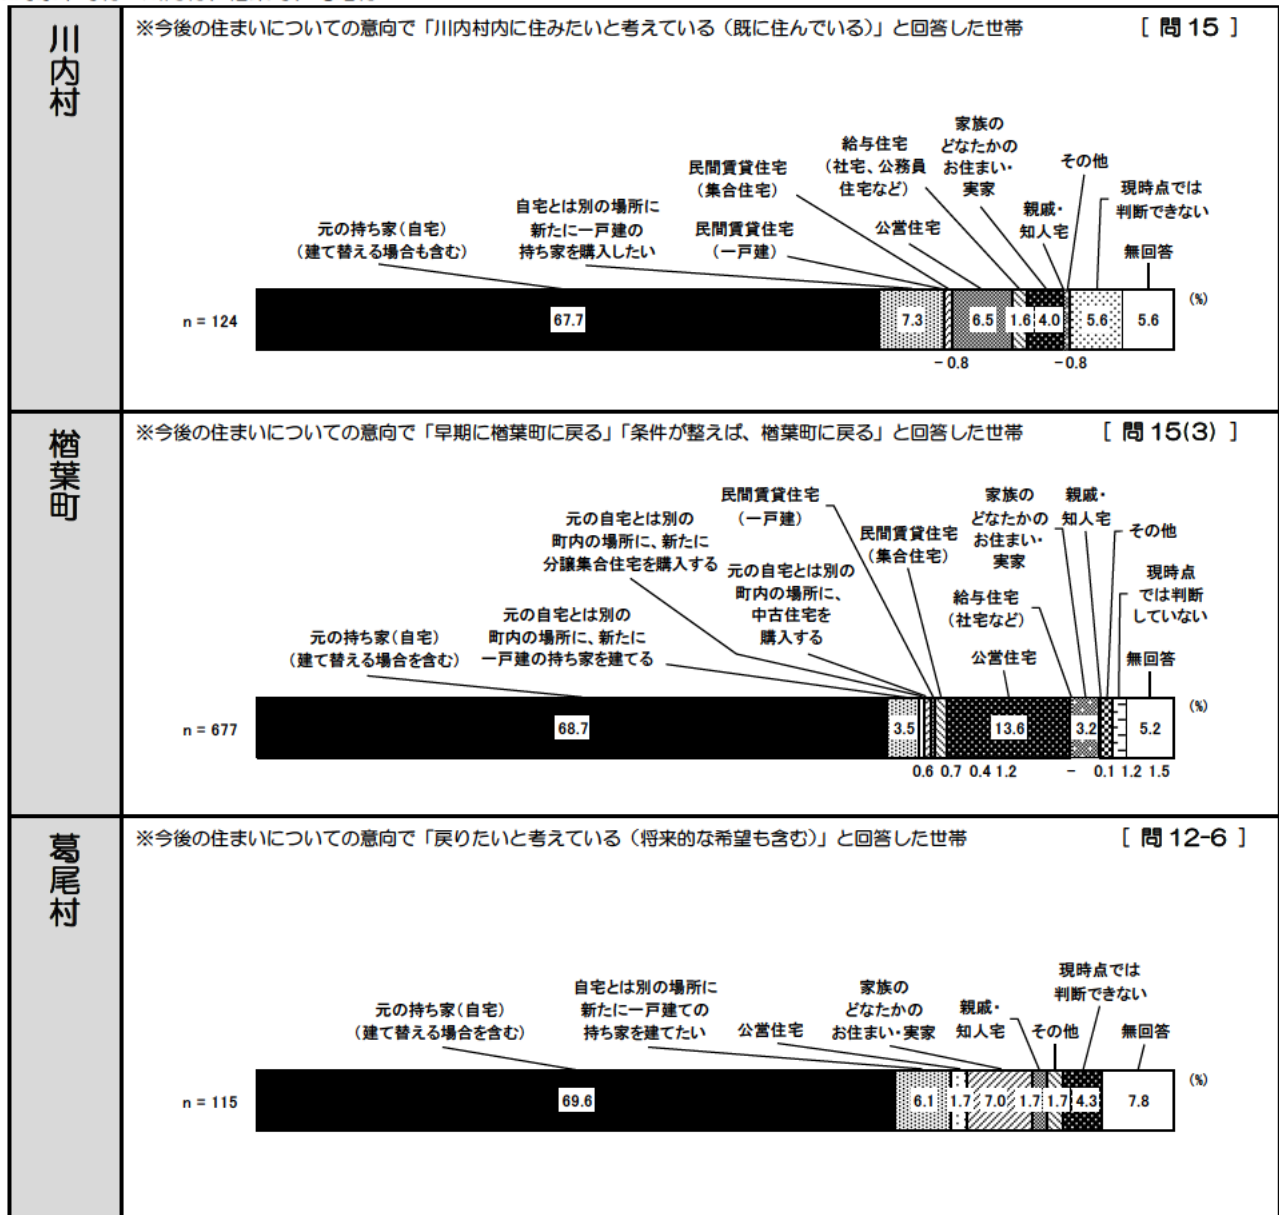 川内村
※今後の住まいについての意向で「川内村内に住みたいと考えている（既に住んでいる）」と回答した世帯
［ 問 15 ］
元の持ち家（自宅）
（建て替える場合も含む）
自宅とは別の場所に
新たに一戸建の
持ち家を購入したい
民間賃貸住宅
（集合住宅）
民間賃貸住宅
（一戸建）
公営住宅
給与住宅
（社宅、公務員
住宅など）
家族の
どなたかの
お住まい・
実家
親戚・
知人宅
その他
現時点では
判断できない
無回答
(%)
n = 124
67.7
7.3
6.5
1.6
4.0
5.6
5.6
− 0.8
−0.8
楢葉町
※今後の住まいについての意向で「早期に楢葉町に戻る」「条件が整えば、楢葉町に戻る」と回答した世帯
［ 問 15(3) ］
元の持ち家（自宅）
（建て替える場合を含む）
元の自宅とは別の
町内の場所に、新たに
一戸建の持ち家を建てる
元の自宅とは別の
町内の場所に、新たに
分譲集合住宅を購入する
元の自宅とは別の
町内の場所に、
中古住宅を
購入する
民間賃貸住宅
（一戸建）
民間賃貸住宅
（集合住宅）
公営住宅
給与住宅
（社宅など）
家族の
どなたかの
お住まい・
実家
親戚・
知人宅
その他
現時点
では判断
していない
無回答
(%)
n = 677
68.7
3.5
13.6
3.2
5.2
0.6 0.7 0.4 1.2 − 0.1 1.2 1.5
葛尾村
※今後の住まいについての意向で「戻りたいと考えている（将来的な希望も含む）」と回答した世帯
［ 問 12-6 ］
元の持ち家（自宅）
（建て替える場合を含む）
自宅とは別の場所に
新たに一戸建ての
持ち家を建てたい
公営住宅
家族の
どなたかの
お住まい・実家
親戚・
知人宅
その他
現時点では
判断できない
無回答
(%)
n = 115
69.6
6.1
1.7
7.0
1.7
1.7
4.3
7.8